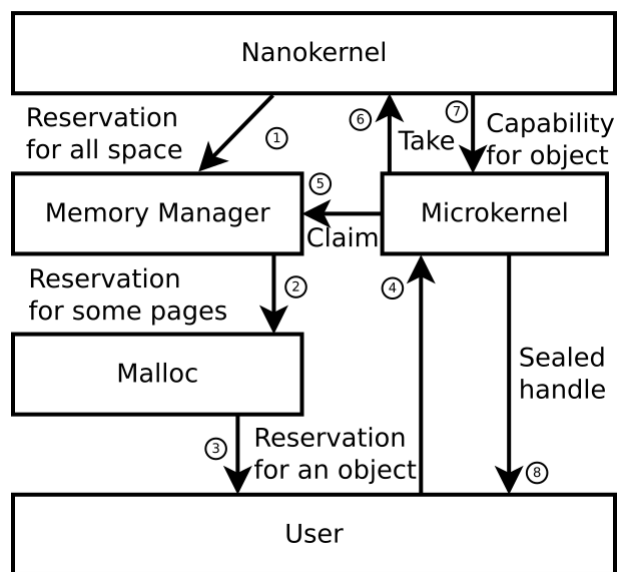 Nanokernel
Reservation
for all space
①
⑥
Take
⑦
Capability
for object
Memory Manager
⑤
Claim
Microkernel
Reservation
for some pages
②
④
Malloc
Sealed
handle
③
Reservation
for an object
⑧
User